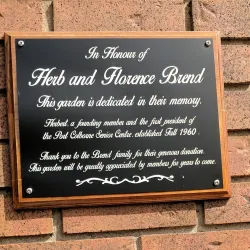 In Honour of
Herb and Florence Brend
This garden is dedicated in their memory.
Herbert, a founding member and the first president of
the Port Colborne Senior Centre, established Fall 1960.
Thank you to the Brend family for their generous donation.
This garden will be greatly appreciated by members for years to come.